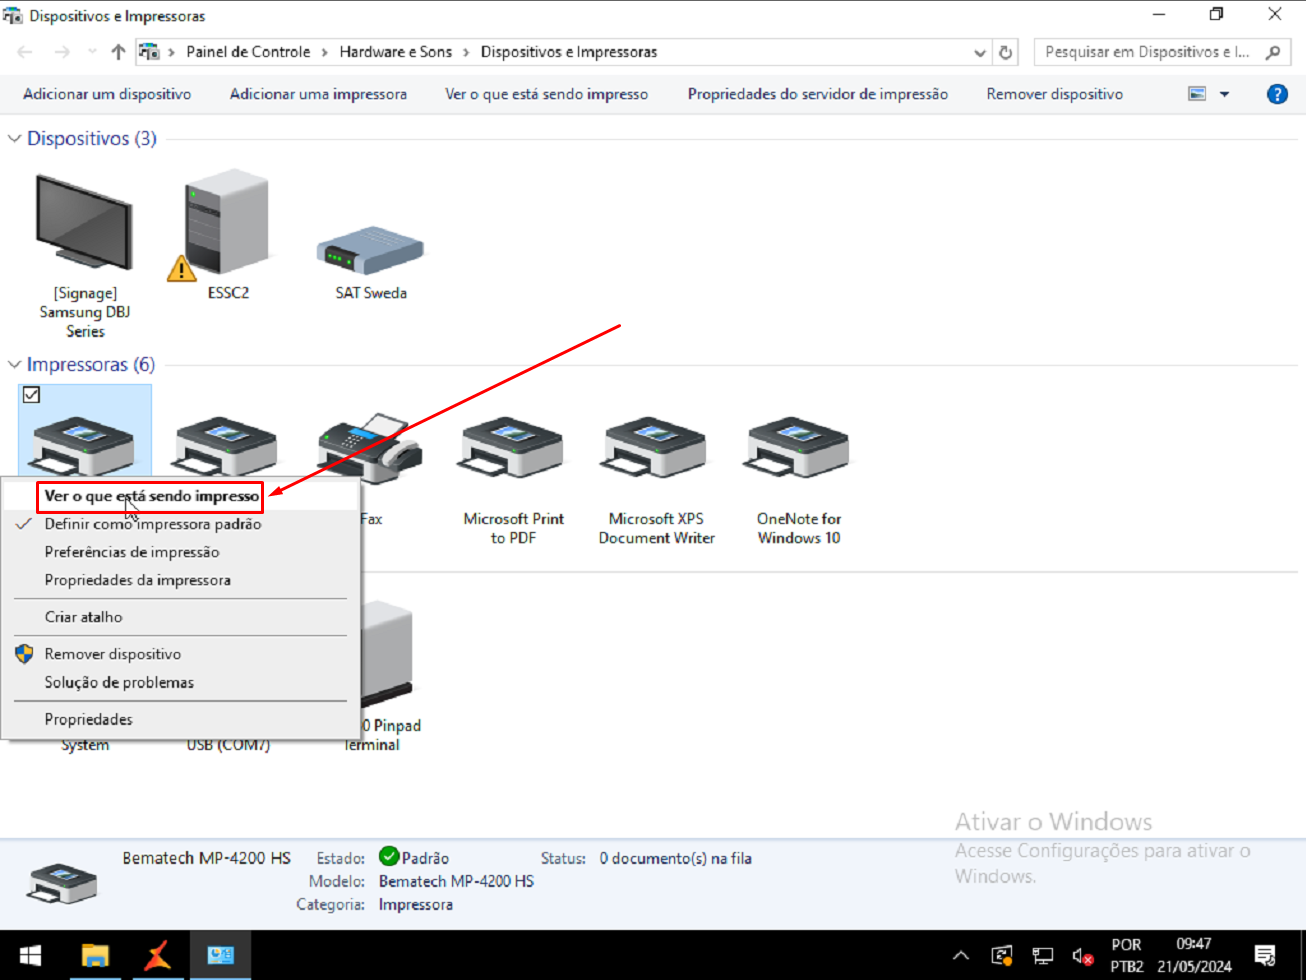 Dispositivos e Impressoras
Painel de Controle > Hardware e Sons > Dispositivos e Impressoras
Pesquisar em Dispositivos e I...
Adicionar um dispositivo Adicionar uma impressora Ver o que está sendo impresso Propriedades do servidor de impressão Remover dispositivo
Dispositivos (3)
[Signage]
Samsung DBJ
Series
ESSC2
SAT Sweda
Impressoras (6)
Fax
Microsoft Print
to PDF
Microsoft XPS
Document Writer
OneNote for
Windows 10
Ver o que está sendo impresso
Definir como impressora padrão
Preferências de impressão
Propriedades da impressora
Criar atalho
Remover dispositivo
Solução de problemas
Propriedades
System
USB (COM7)
0 Pinpad
Terminal
Ativar o Windows
Acesse Configurações para ativar o
Windows.
Bematech MP-4200 HS Estado: Padrão Status: 0 documento(s) na fila
Modelo: Bematech MP-4200 HS
Categoria: Impressora
POR
PTB2
09:47
21/05/2024